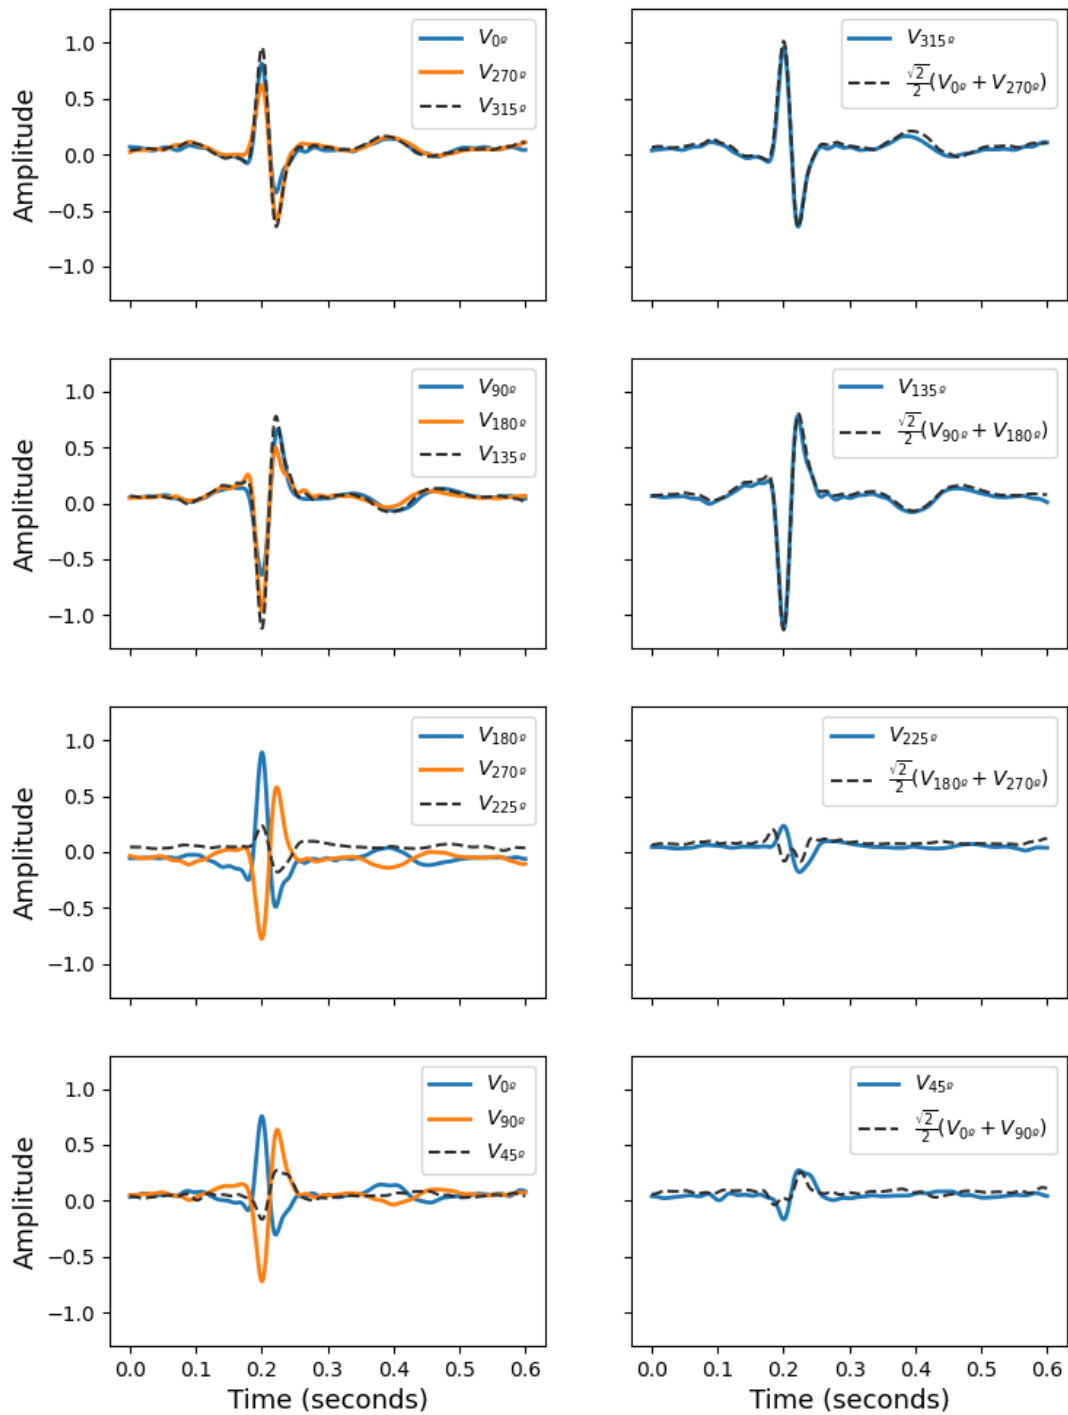 1.0
0.5
0.0
−0.5
−1.0
Amplitude
V0º
V270º
V315º
V315º
√2/2(V0º + V270º)
1.0
0.5
0.0
−0.5
−1.0
Amplitude
V90º
V180º
V135º
V135º
√2/2(V90º + V180º)
1.0
0.5
0.0
−0.5
−1.0
Amplitude
V180º
V270º
V225º
V225º
√2/2(V180º + V270º)
1.0
0.5
0.0
−0.5
−1.0
Amplitude
V0º
V90º
V45º
V45º
√2/2(V0º + V90º)
0.0 0.1 0.2 0.3 0.4 0.5 0.6
Time (seconds)
0.0 0.1 0.2 0.3 0.4 0.5 0.6
Time (seconds)